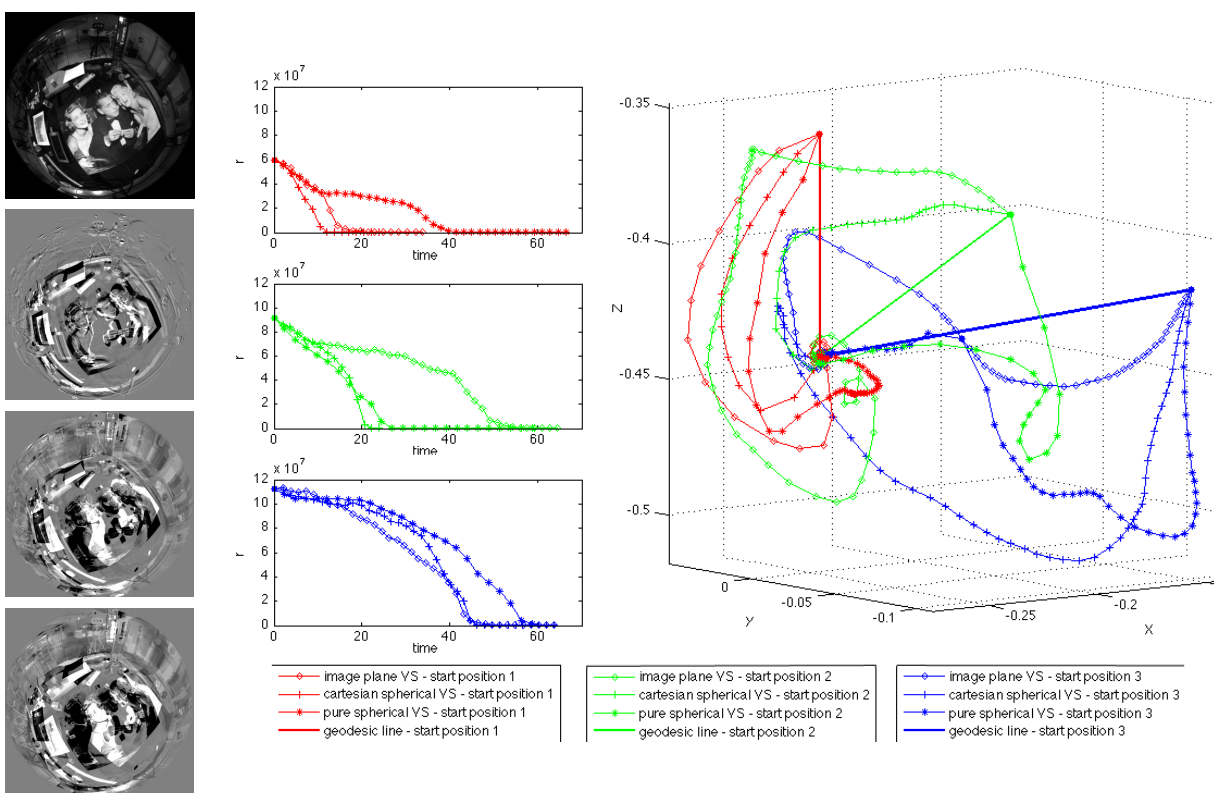 x 10^7
12
10
8
6
4
2
0
r
0 20 40 60
time
x 10^7
12
10
8
6
4
2
0
r
0 20 40 60
time
x 10^7
12
10
8
6
4
2
0
r
0 20 40 60
time
-0.35
-0.4
-0.45
-0.5
Z
0
-0.05
-0.1
Y
-0.25
-0.2
X
image plane VS - start position 1
cartesian spherical VS - start position 1
pure spherical VS - start position 1
geodesic line - start position 1
image plane VS - start position 2
cartesian spherical VS - start position 2
pure spherical VS - start position 2
geodesic line - start position 2
image plane VS - start position 3
cartesian spherical VS - start position 3
pure spherical VS - start position 3
geodesic line - start position 3